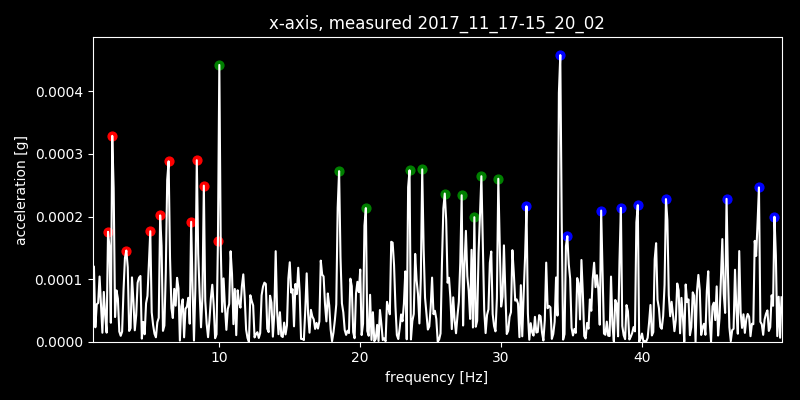 x-axis, measured 2017_11_17-15_20_02
acceleration [g]
0.0004
0.0003
0.0002
0.0001
0.0000
10 20 30 40
frequency [Hz]